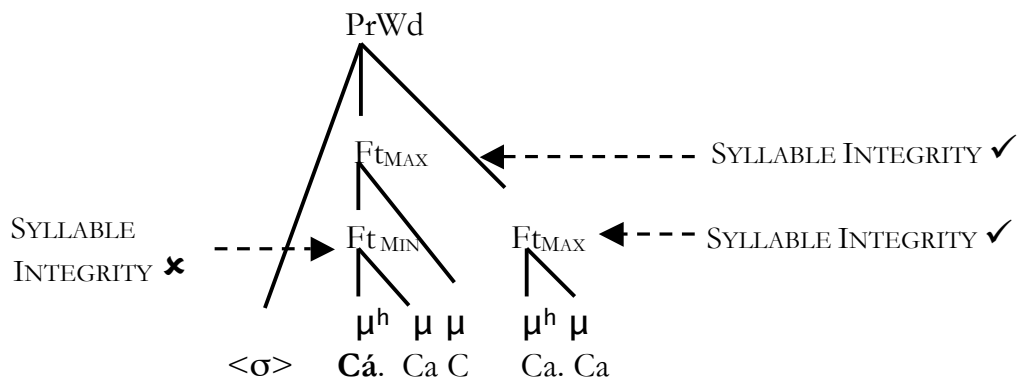 PrWd
FtMAX
SYLLABLE INTEGRITY ✓
SYLLABLE
INTEGRITY ✘
FtMIN
FtMAX
SYLLABLE INTEGRITY ✓
μʰ μ μ μʰ μ
<σ> Cá. Ca C Ca. Ca